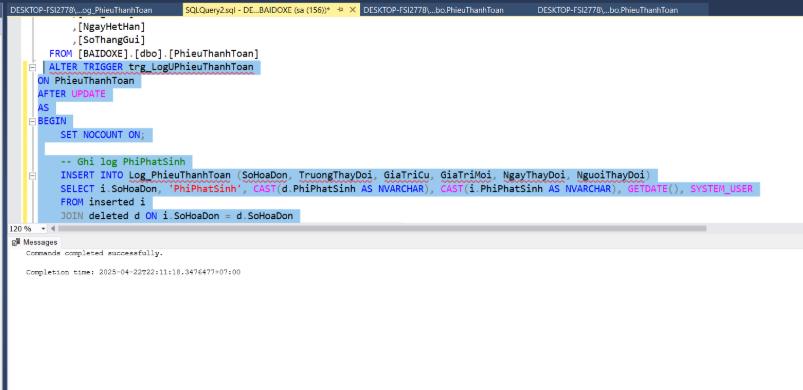 DESKTOP-FSI2778\...og_PhieuThanhToan    SQLQuery2.sql - DE...BAIDOXE (sa (156))*    DESKTOP-FSI2778\...bo.PhieuThanhToan    DESKTOP-FSI2778\...bo.PhieuThanhToan
,[NgayHetHan]
,[SoThangGui]
FROM [BAIDOXE].[dbo].[PhieuThanhToan]
ALTER TRIGGER trg_LogUPhieuThanhToan
ON PhieuThanhToan
AFTER UPDATE
AS
BEGIN
SET NOCOUNT ON;
-- Ghi log PhiPhatSinh
INSERT INTO Log_PhieuThanhToan (SoHoaDon, TruongThayDoi, GiaTriCu, GiaTriMoi, NgayThayDoi, NguoiThayDoi)
SELECT i.SoHoaDon, 'PhiPhatSinh', CAST(d.PhiPhatSinh AS NVARCHAR), CAST(i.PhiPhatSinh AS NVARCHAR), GETDATE(), SYSTEM_USER
FROM inserted i
JOIN deleted d ON i.SoHoaDon = d.SoHoaDon
120 %
Messages
Commands completed successfully.
Completion time: 2025-04-22T22:11:18.3476477+07:00